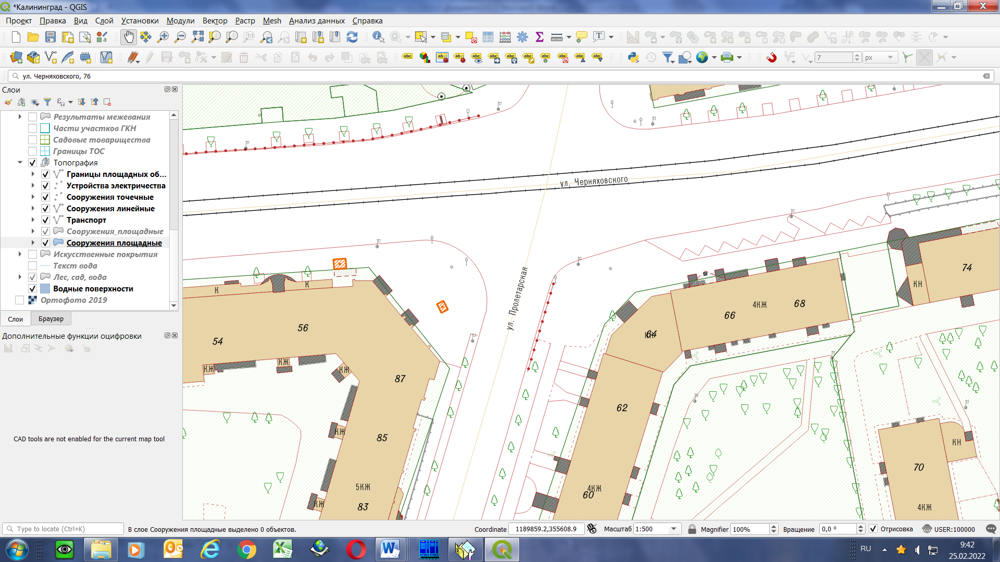 *Калининград - QGIS
Проект Правка Вид Слой Установки Модули Вектор Растр Mesh Анализ данных Справка
7 px
ул. Черняховского, 76
Слои
Результаты межевания
Части участков ГКН
Садовые товарищества
Границы ТОС
Топография
Границы площадных об...
Устройства электричества
Сооружения точечные
Сооружения линейные
Транспорт
Сооружения_площадные
Сооружения площадные
Искусственные покрытия
Текст вода
Лес, сад, вода
Водные поверхности
Ортофото 2019
Слои Браузер
Дополнительные функции оцифровки
CAD tools are not enabled for the current map tool
ул. Черняховского
ул. Пролетарская
К
К
54
56
КЖ
КЖ
КЖ
87
КЖ
85
5КЖ
КЖ
83
74
КН
4КЖ
68
66
64
КН
62
4КЖ
60
КН
70
4КЖ
Type to locate (Ctrl+K)
В слое Сооружения площадные выделено 0 объектов.
Coordinate 1189859.2,355608.9
Масштаб 1:500
Magnifier 100%
Вращение 0,0 °
Отрисовка
USER:100000
RU
9:42
25.02.2022